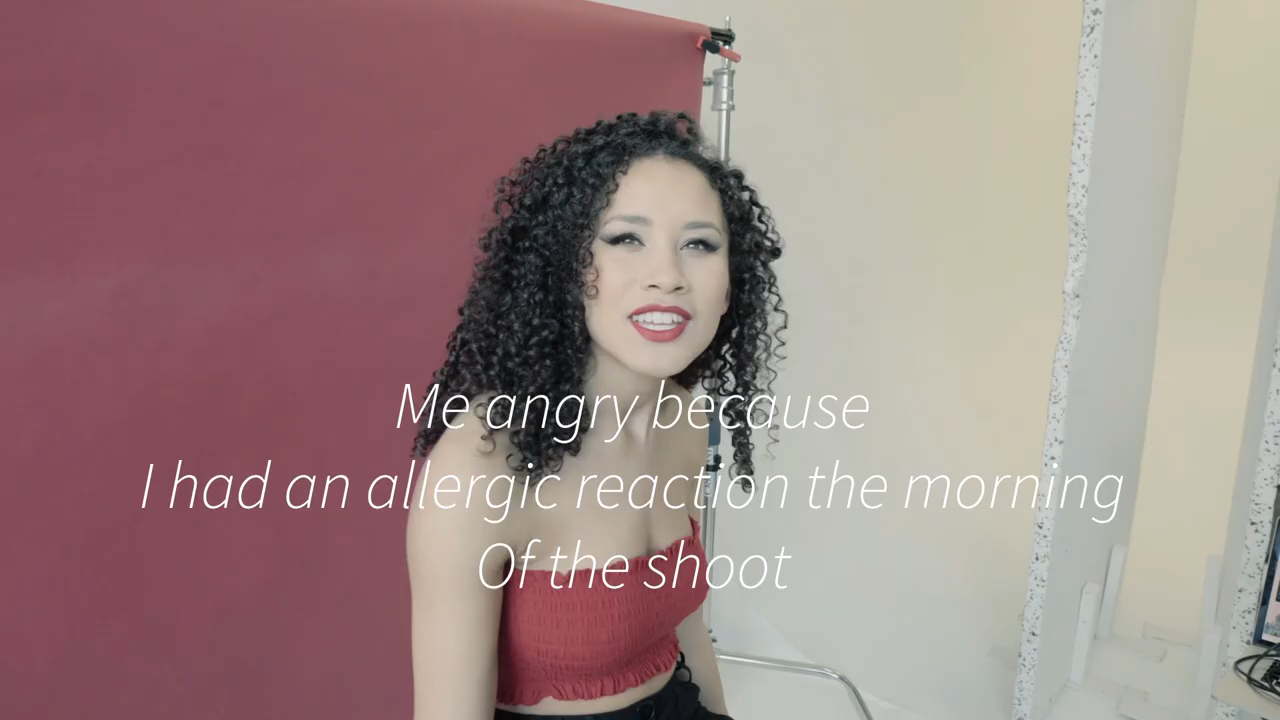 Me angry because
I had an allergic reaction the morning
Of the shoot